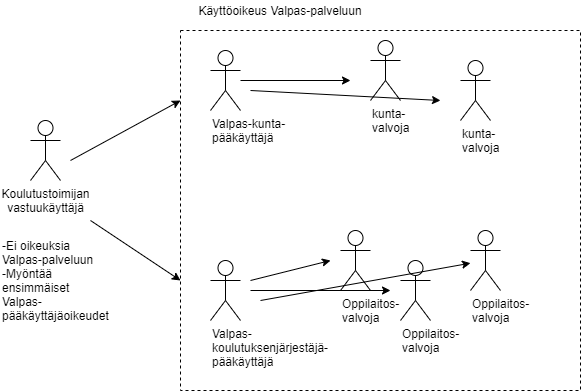 Käyttöoikeus Valpas-palveluun
Valpas-kunta-
pääkäyttäjä
kunta-
valvoja
kunta-
valvoja
Koulutustoimijan
vastuukäyttäjä
-Ei oikeuksia
Valpas-palveluun
-Myöntää
ensimmäiset
Valpas-
pääkäyttäjäoikeudet
Valpas-
koulutuksenjärjestäjä-
pääkäyttäjä
Oppilaitos-
valvoja
Oppilaitos-
valvoja
Oppilaitos-
valvoja